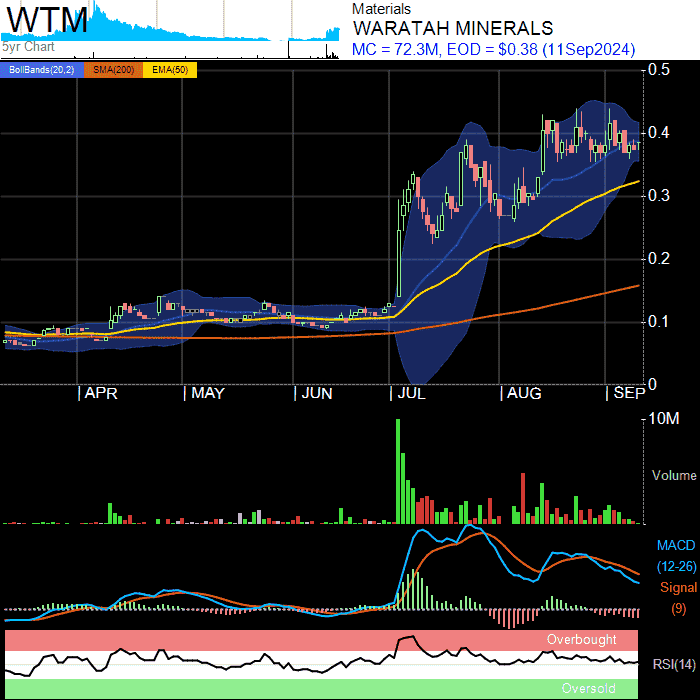 WTM
5yr Chart
Materials
WARATAH MINERALS
MC = 72.3M, EOD = $0.38 (11Sep2024)
BollBands(20,2) SMA(200) EMA(50)
0.5
0.4
0.3
0.2
0.1
0
APR MAY JUN JUL AUG SEP
10M
Volume
MACD
(12-26)
Signal
(9)
Overbought
RSI(14)
Oversold